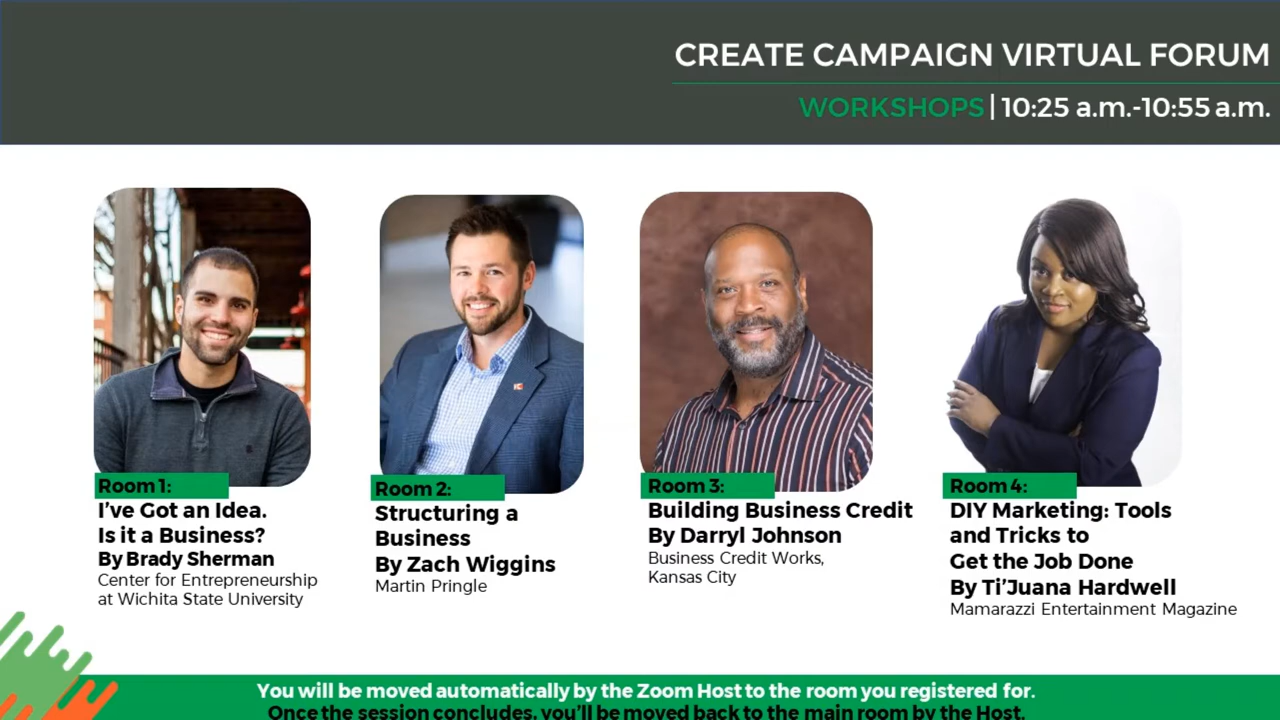 CREATE CAMPAIGN VIRTUAL FORUM
WORKSHOPS | 10:25 a.m.-10:55 a.m.
Room 1:
I’ve Got an Idea.
Is it a Business?
By Brady Sherman
Center for Entrepreneurship
at Wichita State University
Room 2:
Structuring a
Business
By Zach Wiggins
Martin Pringle
Room 3:
Building Business Credit
By Darryl Johnson
Business Credit Works,
Kansas City
Room 4:
DIY Marketing: Tools
and Tricks to
Get the Job Done
By Ti’Juana Hardwell
Mamarazzi Entertainment Magazine
You will be moved automatically by the Zoom Host to the room you registered for.
Once the session concludes, you’ll be moved back to the main room by the Host.